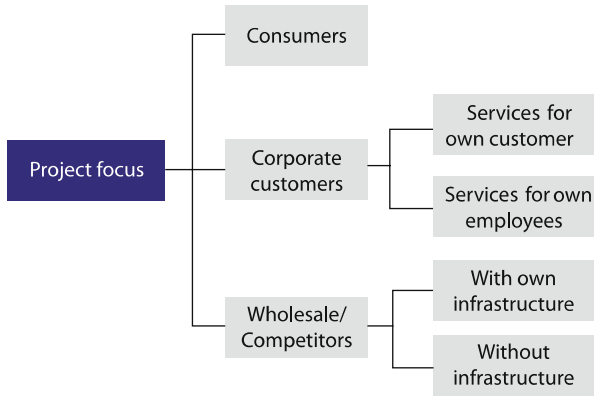 Project focus
Consumers
Corporate
customers
Services for
own customer
Services for own
employees
Wholesale/
Competitors
With own
infrastructure
Without
infrastructure